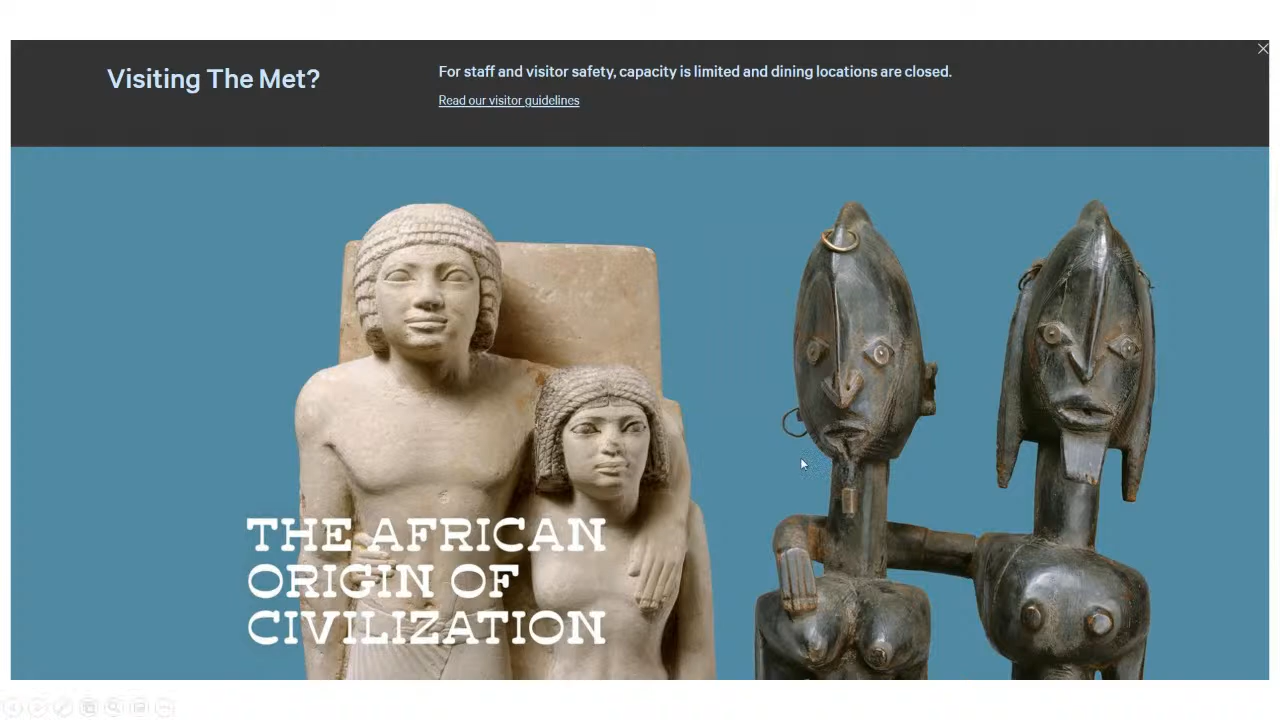 Visiting The Met?
For staff and visitor safety, capacity is limited and dining locations are closed.
Read our visitor guidelines
THE AFRICAN
ORIGIN OF
CIVILIZATION